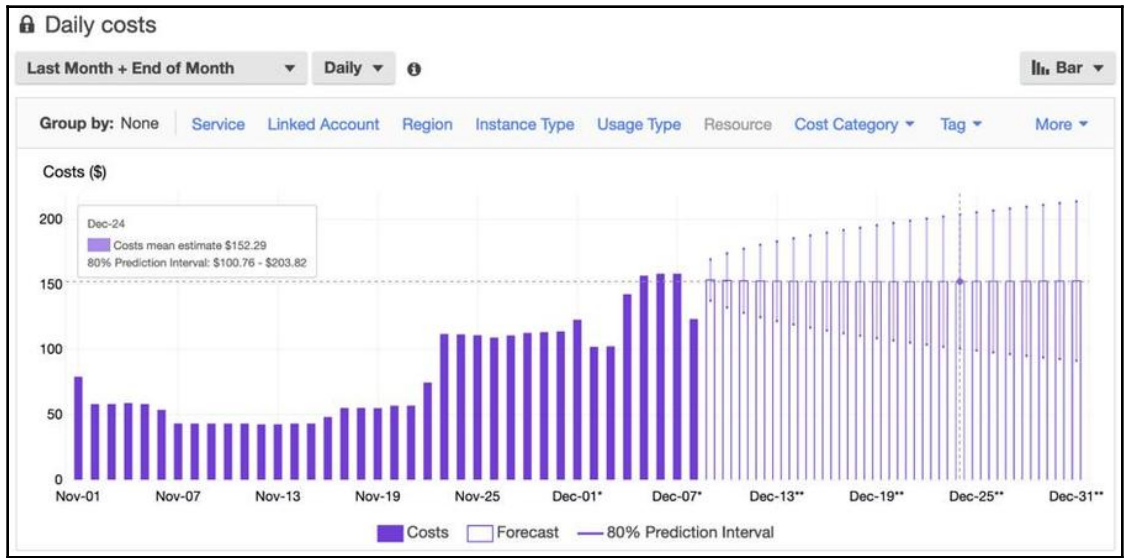 Daily costs
Last Month + End of Month Daily Bar
Group by: None Service Linked Account Region Instance Type Usage Type Resource Cost Category Tag More
Costs ($)
200
Dec-24
Costs mean estimate $152.29
80% Prediction Interval: $100.76 - $203.82
150
100
50
0
Nov-01 Nov-07 Nov-13 Nov-19 Nov-25 Dec-01* Dec-07* Dec-13** Dec-19** Dec-25** Dec-31**
Costs Forecast 80% Prediction Interval